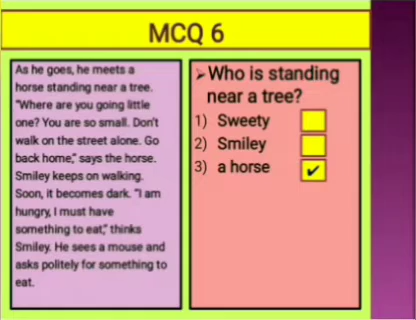 MCQ 6
As he goes, he meets a
horse standing near a tree.
"Where are you going little
one? You are so small. Don't
walk on the street alone. Go
back home," says the horse.
Smiley keeps on walking.
Soon, it becomes dark. "I am
hungry, I must have
something to eat," thinks
Smiley. He sees a mouse and
asks politely for something to
eat.
➢Who is standing
near a tree?
1) Sweety
2) Smiley
3) a horse ✔